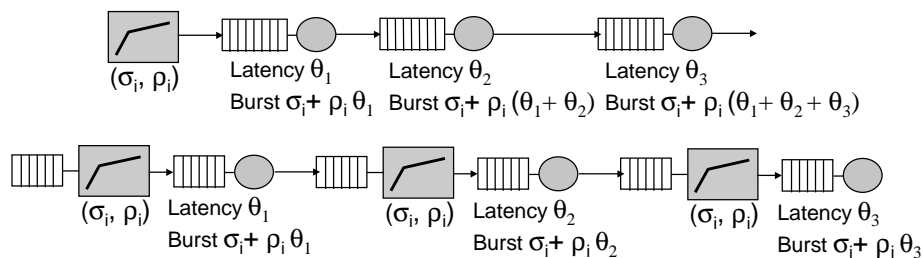 (σi, ρi)
Latency θ1
Burst σi+ ρi θ1
Latency θ2
Burst σi+ ρi (θ1+ θ2)
Latency θ3
Burst σi+ ρi (θ1+ θ2 + θ3)
(σi, ρi)
Latency θ1
Burst σi+ ρi θ1
(σi, ρi)
Latency θ2
Burst σi+ ρi θ2
(σi, ρi)
Latency θ3
Burst σi+ ρi θ3